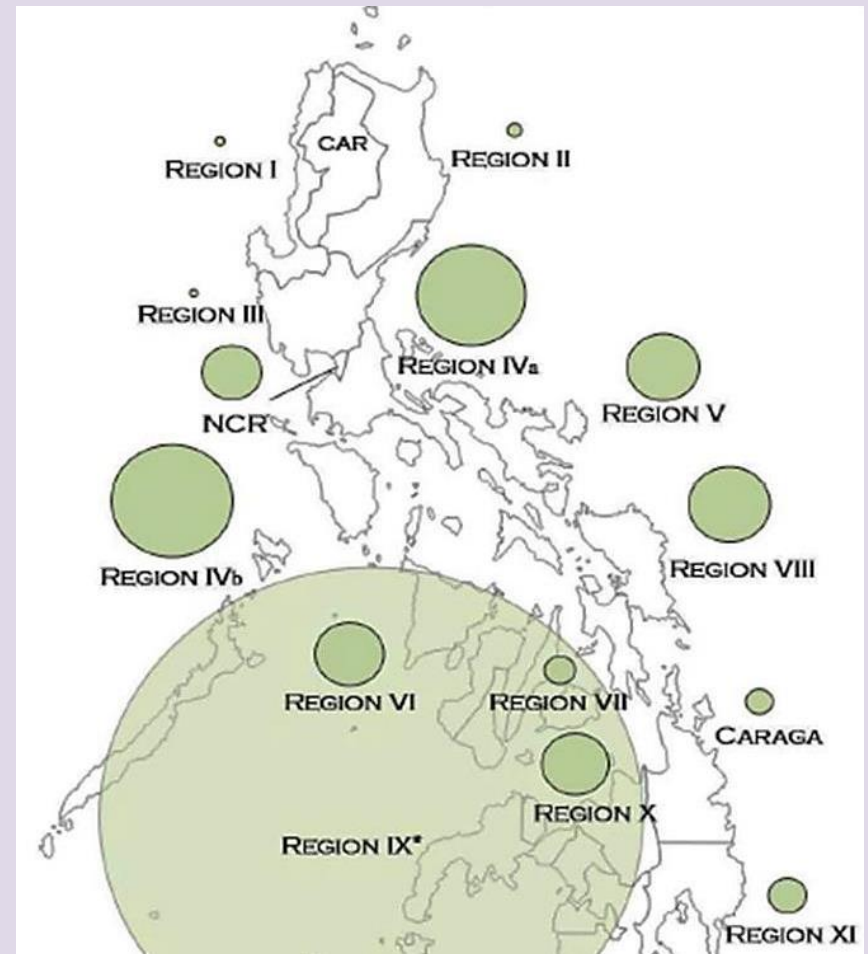 CAR
REGION I
REGION II
REGION III
REGION IVa
NCR
REGION V
REGION IVb
REGION VIII
REGION VI
REGION VII
CARAGA
REGION X
REGION IX*
REGION XI